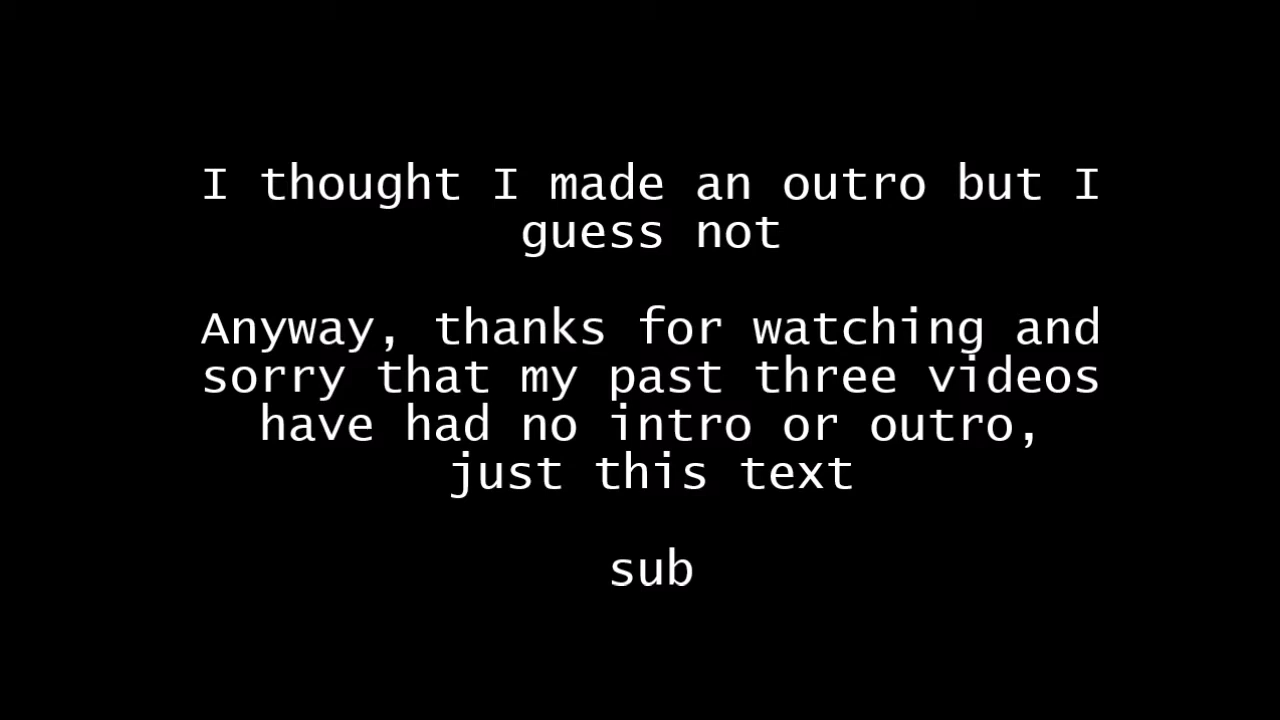 I thought I made an outro but I
guess not
Anyway, thanks for watching and
sorry that my past three videos
have had no intro or outro,
just this text
sub